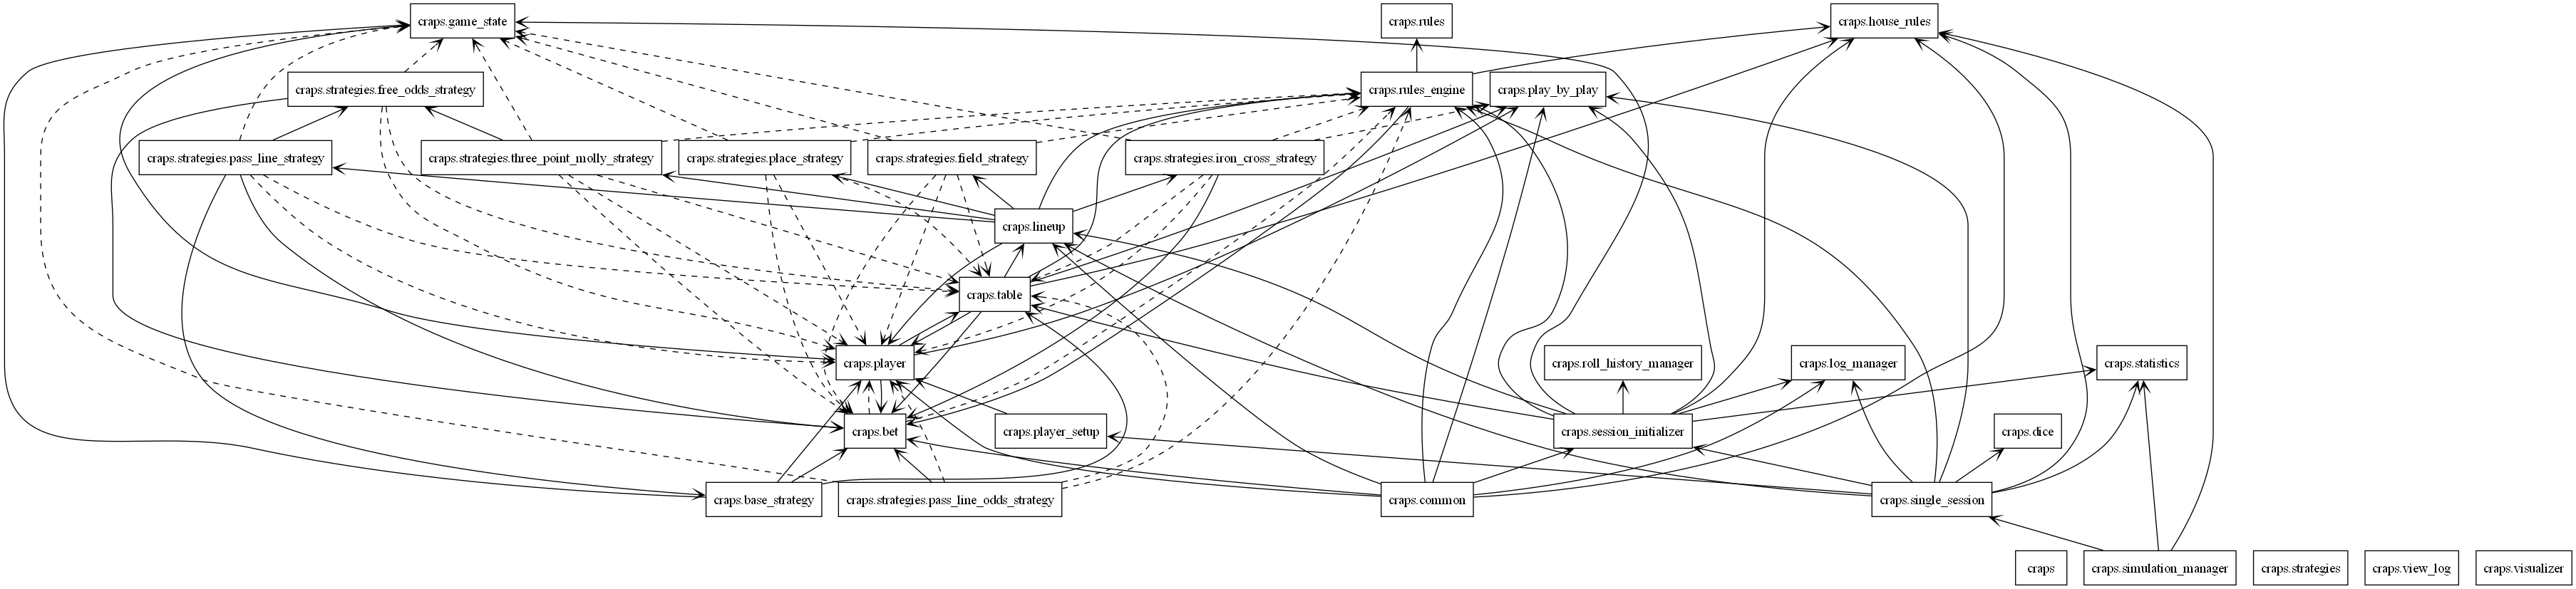 craps.game_state
craps.rules
craps.house_rules
craps.strategies.free_odds_strategy
craps.rules_engine
craps.play_by_play
craps.strategies.pass_line_strategy
craps.strategies.three_point_molly_strategy
craps.strategies.place_strategy
craps.strategies.field_strategy
craps.strategies.iron_cross_strategy
craps.lineup
craps.table
craps.player
craps.roll_history_manager
craps.log_manager
craps.statistics
craps.bet
craps.player_setup
craps.session_initializer
craps.dice
craps.base_strategy
craps.strategies.pass_line_odds_strategy
craps.common
craps.single_session
craps
craps.simulation_manager
craps.strategies
craps.view_log
craps.visualizer